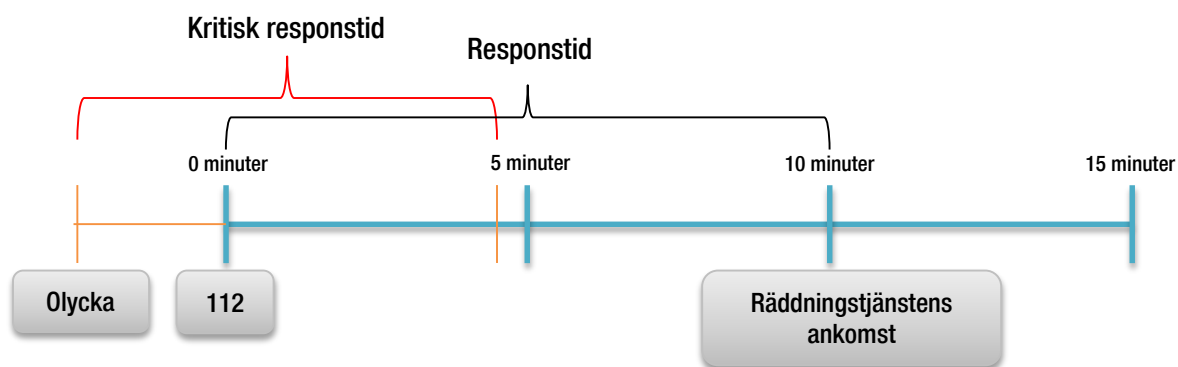 Kritisk responstid
Responstid
0 minuter
5 minuter
10 minuter
15 minuter
Olycka
112
Räddningstjänstens
ankomst